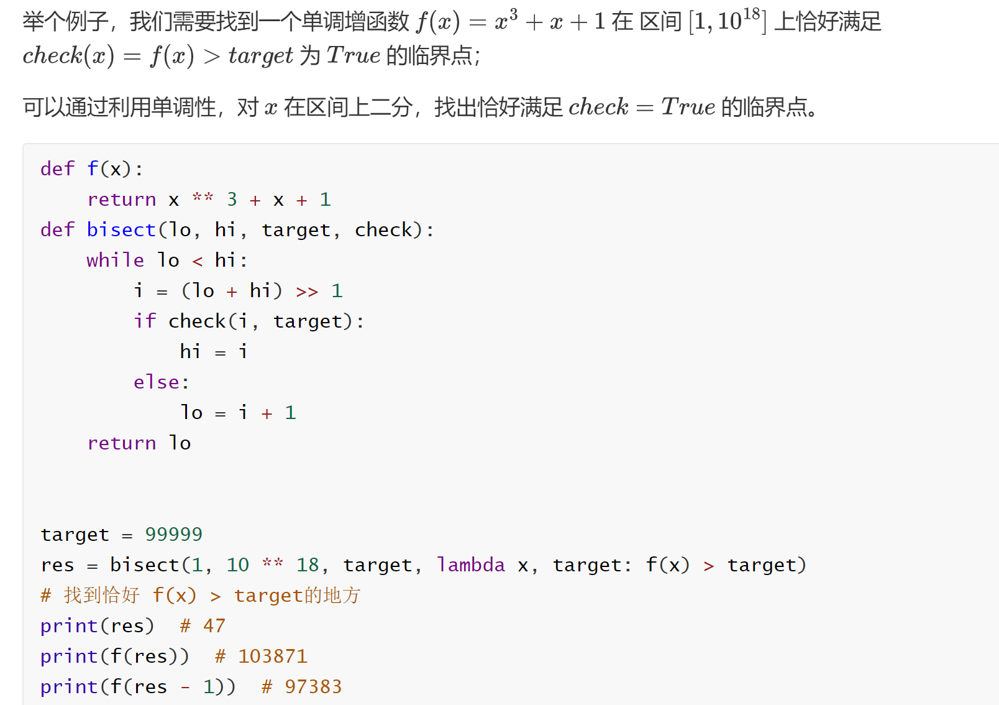 举个例子，我们需要找到一个单调增函数 f(x) = x³ + x + 1 在 区间 [1, 10¹⁸] 上恰好满足
check(x) = f(x) > target 为 True 的临界点；
可以通过利用单调性，对 x 在区间上二分，找出恰好满足 check = True 的临界点。
def f(x):
    return x ** 3 + x + 1
def bisect(lo, hi, target, check):
    while lo < hi:
        i = (lo + hi) >> 1
        if check(i, target):
            hi = i
        else:
            lo = i + 1
    return lo
target = 99999
res = bisect(1, 10 ** 18, target, lambda x, target: f(x) > target)
# 找到恰好 f(x) > target的地方
print(res)  # 47
print(f(res))  # 103871
print(f(res - 1))  # 97383